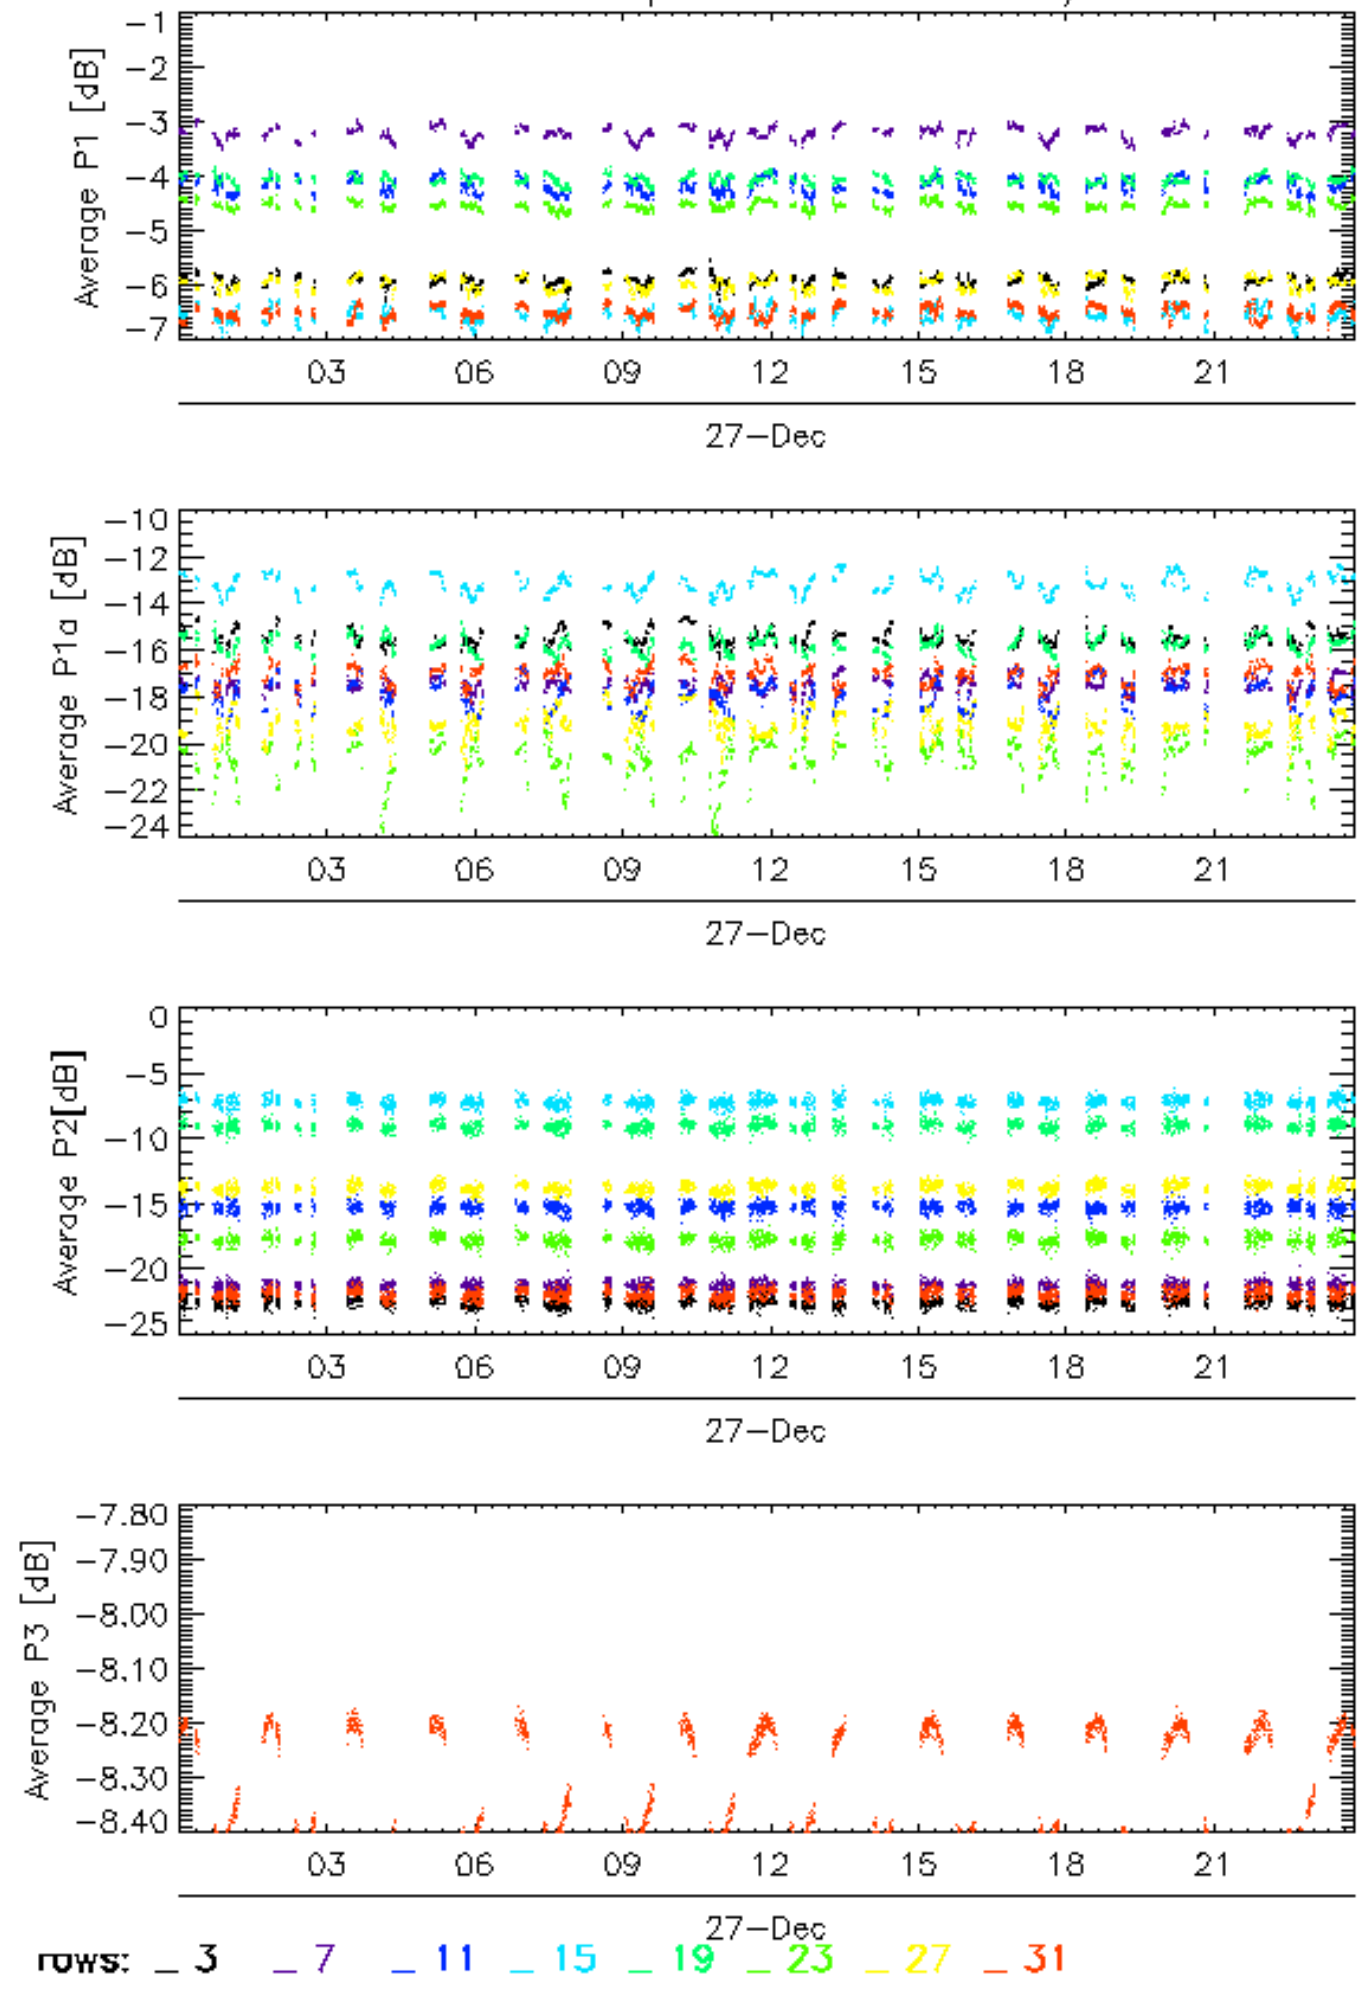 Average P1 [dB]
-1
-2
-3
-4
-5
-6
-7
03 06 09 12 15 18 21
27-Dec
Average P1a [dB]
-10
-12
-14
-16
-18
-20
-22
-24
03 06 09 12 15 18 21
27-Dec
Average P2[dB]
0
-5
-10
-15
-20
-25
03 06 09 12 15 18 21
27-Dec
Average P3 [dB]
-7.80
-7.90
-8.00
-8.10
-8.20
-8.30
-8.40
03 06 09 12 15 18 21
27-Dec
rows: _ 3 _ 7 _ 11 _ 15 _ 19 _ 23 _ 27 _ 31